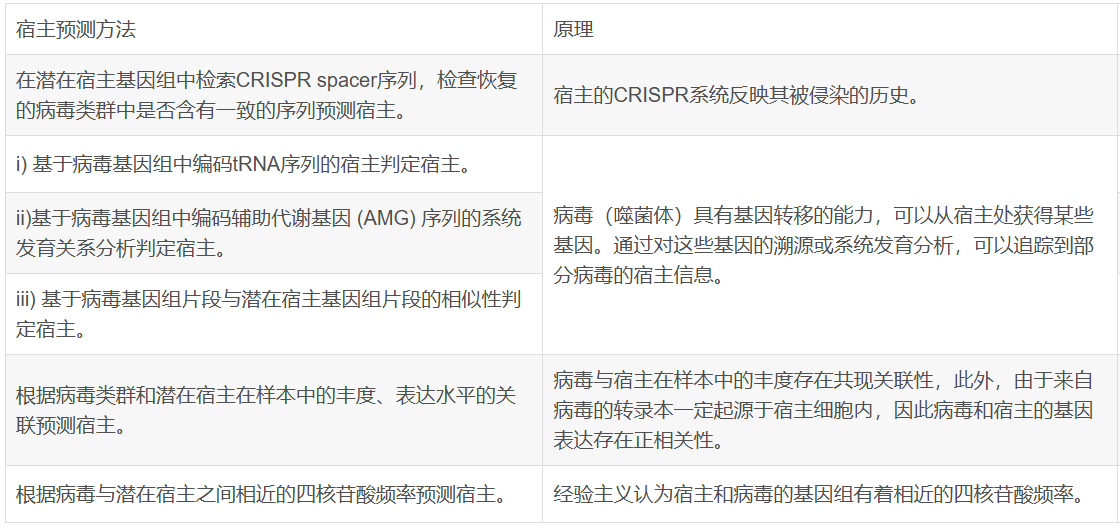 宿主预测方法
原理
在潜在宿主基因组中检索CRISPR spacer序列，检查恢复
的病毒类群中是否含有一致的序列预测宿主。
宿主的CRISPR系统反映其被侵染的历史。
i) 基于病毒基因组中编码tRNA序列的宿主判定宿主。
ii)基于病毒基因组中编码辅助代谢基因 (AMG) 序列的系统
发育关系分析判定宿主。
iii) 基于病毒基因组片段与潜在宿主基因组片段的相似性判
定宿主。
病毒（噬菌体）具有基因转移的能力，可以从宿主处获得某些
基因。通过对这些基因的溯源或系统发育分析，可以追踪到部
分病毒的宿主信息。
根据病毒类群和潜在宿主在样本中的丰度、表达水平的关
联预测宿主。
病毒与宿主在样本中的丰度存在共现关联性，此外，由于来自
病毒的转录本一定起源于宿主细胞内，因此病毒和宿主的基因
表达存在正相关性。
根据病毒与潜在宿主之间相近的四核苷酸频率预测宿主。
经验主义认为宿主和病毒的基因组有着相近的四核苷酸频率。